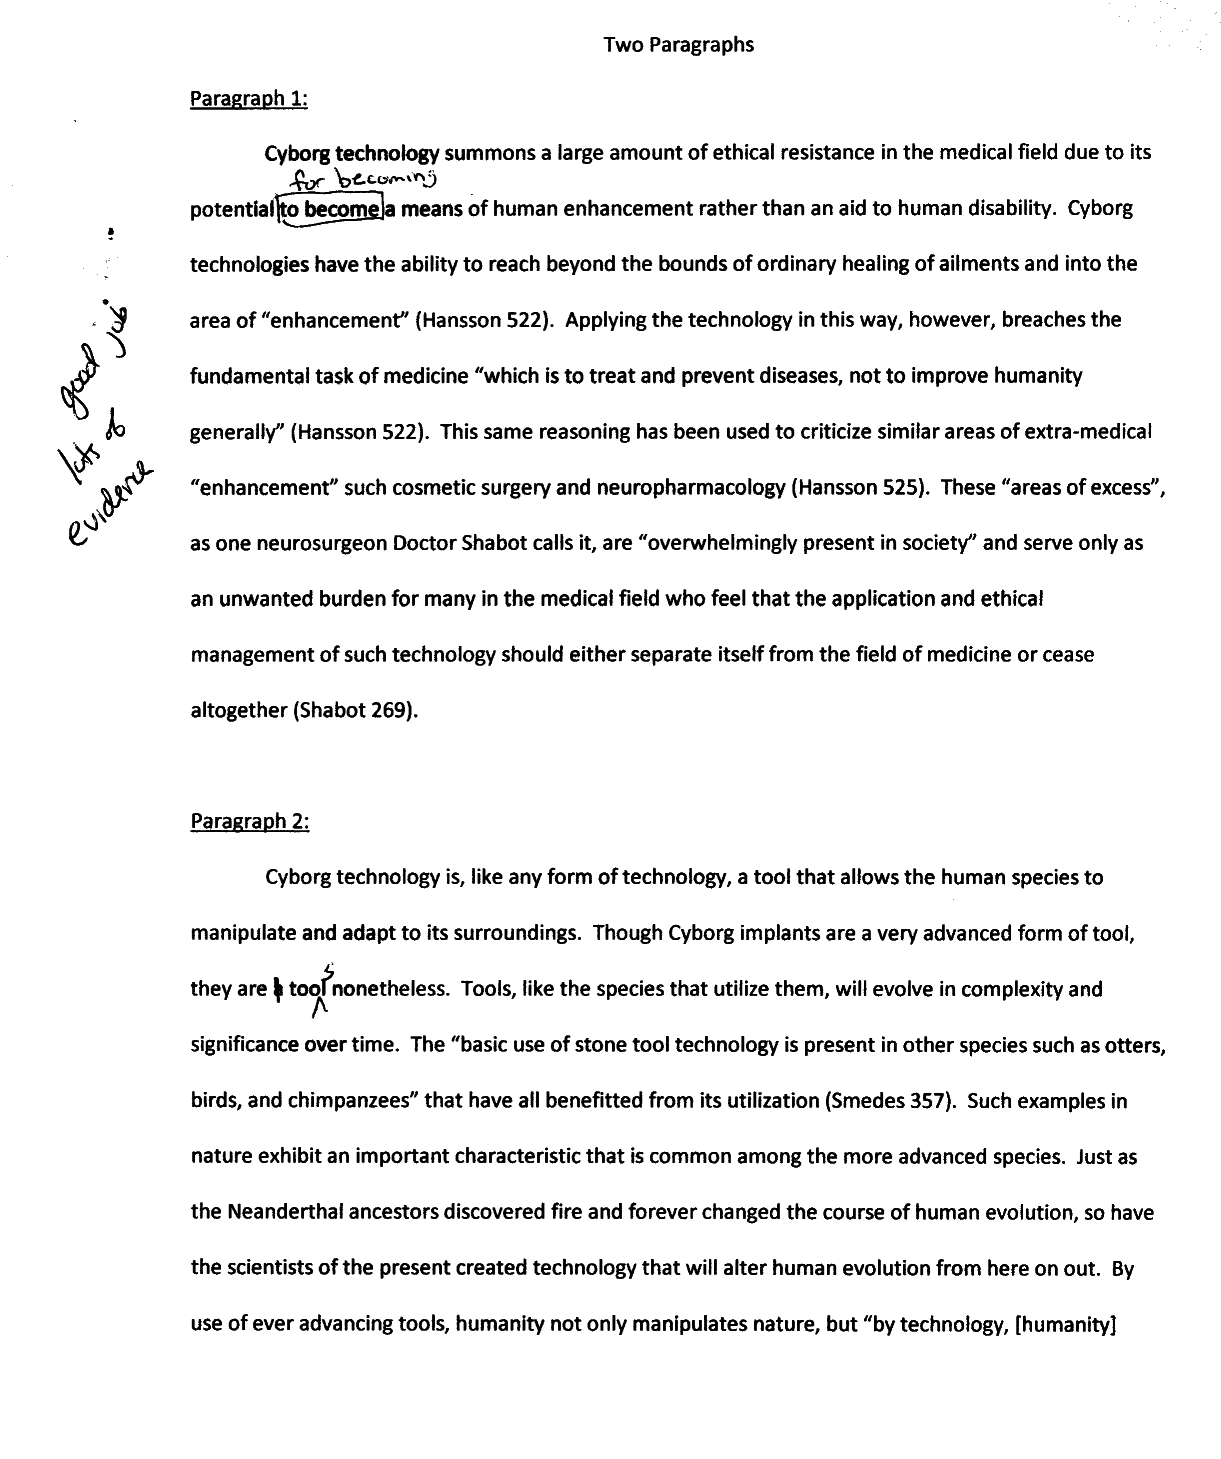 Two Paragraphs
Paragraph 1:
Cyborg technology summons a large amount of ethical resistance in the medical field due to its
for becoming
potential to become a means of human enhancement rather than an aid to human disability. Cyborg
technologies have the ability to reach beyond the bounds of ordinary healing of ailments and into the
area of “enhancement” (Hansson 522). Applying the technology in this way, however, breaches the
fundamental task of medicine “which is to treat and prevent diseases, not to improve humanity
generally” (Hansson 522). This same reasoning has been used to criticize similar areas of extra-medical
“enhancement” such cosmetic surgery and neuropharmacology (Hansson 525). These “areas of excess”,
as one neurosurgeon Doctor Shabot calls it, are “overwhelmingly present in society” and serve only as
an unwanted burden for many in the medical field who feel that the application and ethical
management of such technology should either separate itself from the field of medicine or cease
altogether (Shabot 269).
good job
lots of
evidence
Paragraph 2:
Cyborg technology is, like any form of technology, a tool that allows the human species to
manipulate and adapt to its surroundings. Though Cyborg implants are a very advanced form of tool,
they are a tools nonetheless. Tools, like the species that utilize them, will evolve in complexity and
significance over time. The “basic use of stone tool technology is present in other species such as otters,
birds, and chimpanzees” that have all benefitted from its utilization (Smedes 357). Such examples in
nature exhibit an important characteristic that is common among the more advanced species. Just as
the Neanderthal ancestors discovered fire and forever changed the course of human evolution, so have
the scientists of the present created technology that will alter human evolution from here on out. By
use of ever advancing tools, humanity not only manipulates nature, but “by technology, [humanity]